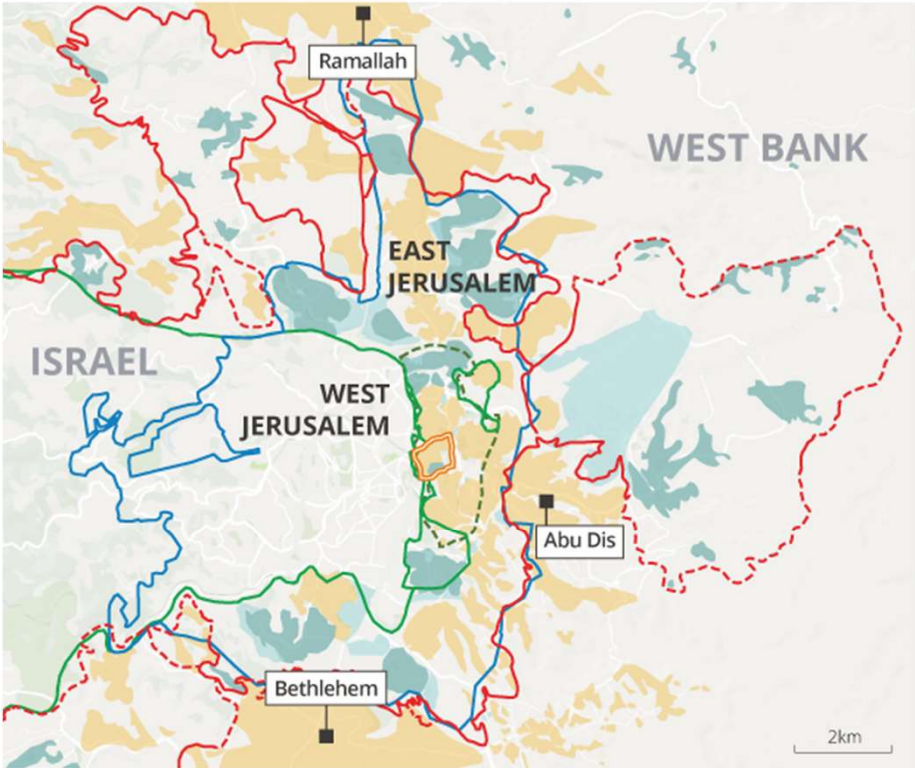 Ramallah
WEST BANK
EAST
JERUSALEM
ISRAEL
WEST
JERUSALEM
Abu Dis
Bethlehem
2km